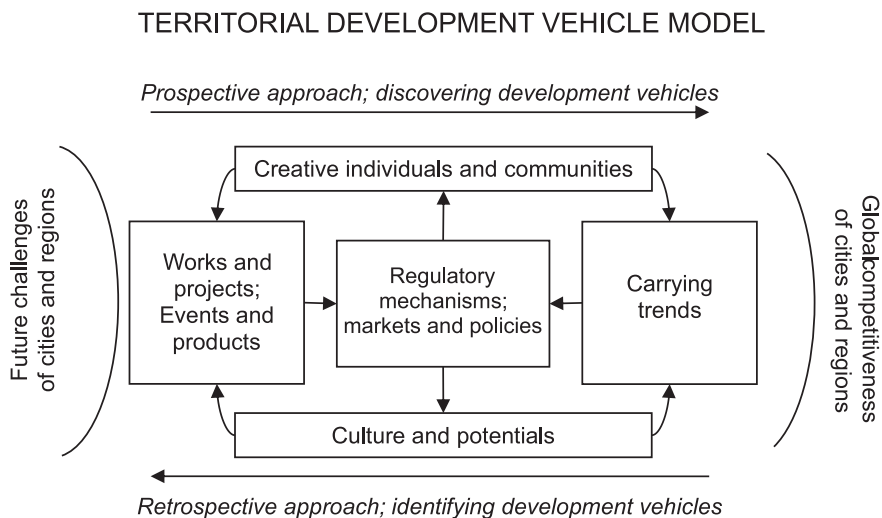 TERRITORIAL DEVELOPMENT VEHICLE MODEL
Prospective approach; discovering development vehicles
Future challenges
of cities and regions
Creative individuals and communities
Works and
projects;
Events and
products
Regulatory
mechanisms;
markets and policies
Carrying
trends
Culture and potentials
Global competitiveness
of cities and regions
Retrospective approach; identifying development vehicles